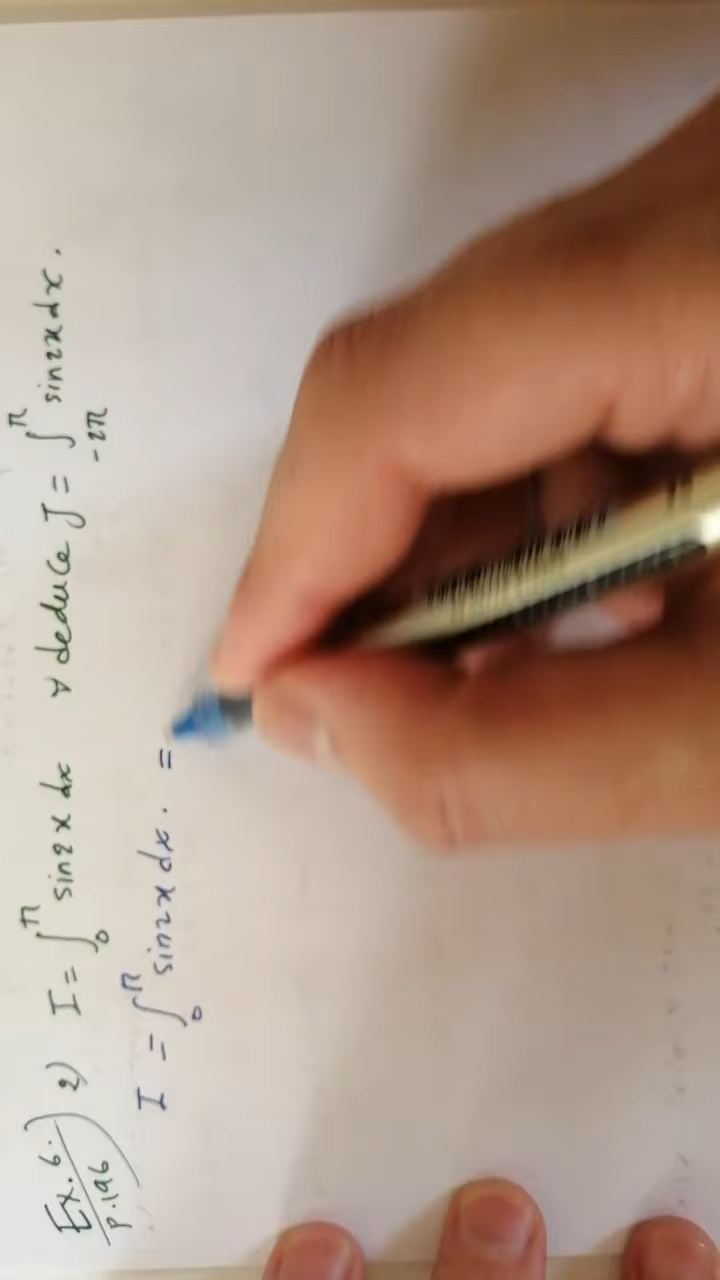 Ex.6.) 2) I = ∫₀^π sin2x dx & deduce J = ∫₋₂π^π sin2x dx.
P.196
I = ∫₀^π sin2x dx. =